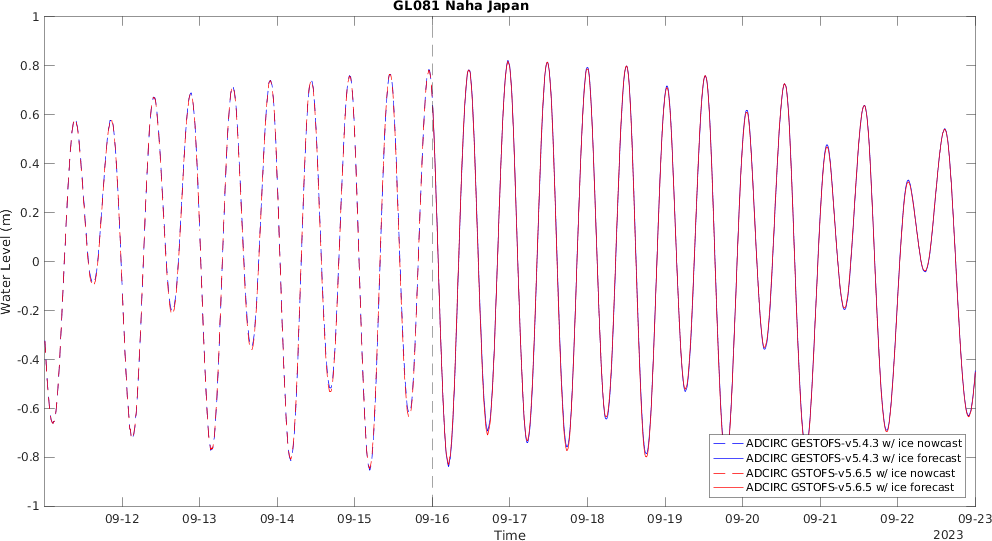 GL081 Naha Japan
Water Level (m)
1
0.8
0.6
0.4
0.2
0
-0.2
-0.4
-0.6
-0.8
-1
ADCIRC GESTOFS-v5.4.3 w/ ice nowcast
ADCIRC GESTOFS-v5.4.3 w/ ice forecast
ADCIRC GSTOFS-v5.6.5 w/ ice nowcast
ADCIRC GSTOFS-v5.6.5 w/ ice forecast
09-12 09-13 09-14 09-15 09-16 09-17 09-18 09-19 09-20 09-21 09-22 09-23
Time
2023